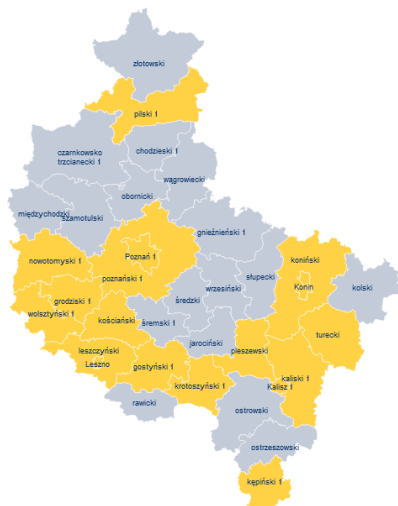 złotowski
pilski 1
czarnkowsko
trzcianecki 1
chodzieski 1
wągrowiecki
obornicki
międzychodzki
szamotulski
gnieźnieński 1
Poznań 1
nowotomyski 1
koniński
słupecki
poznański 1
Konin
kolski
wrzesiński
grodziski 1
średzki
wolsztyński 1
kościański
śremski 1
turecki
jarociński
leszczyński
pleszewski
Leszno
gostyński 1
kaliski 1
krotoszyński 1
Kalisz 1
rawicki
ostrowski
ostrzeszowski
kępiński 1